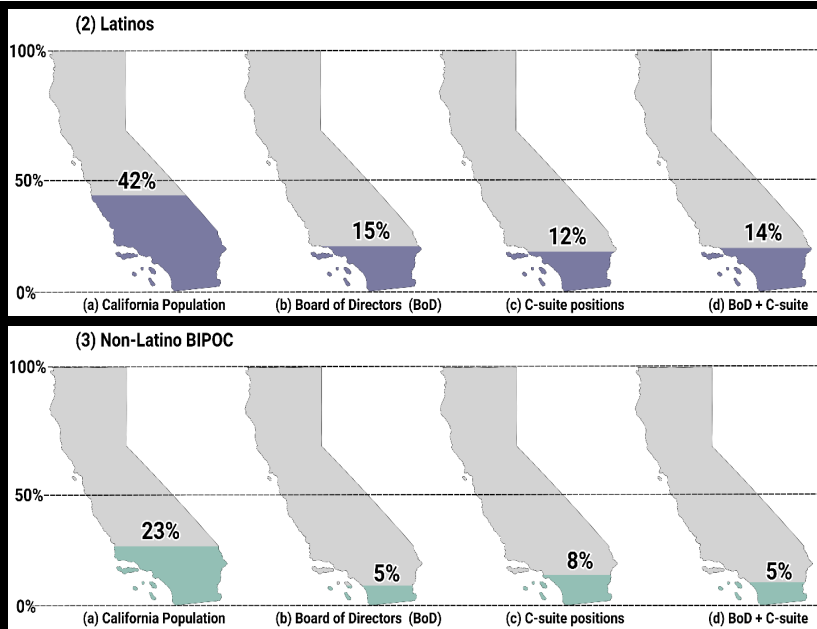 (2) Latinos
100%
50%
42%
15%
12%
14%
0%
(a) California Population
(b) Board of Directors (BoD)
(c) C-suite positions
(d) BoD + C-suite
(3) Non-Latino BIPOC
100%
50%
23%
5%
8%
5%
0%
(a) California Population
(b) Board of Directors (BoD)
(c) C-suite positions
(d) BoD + C-suite